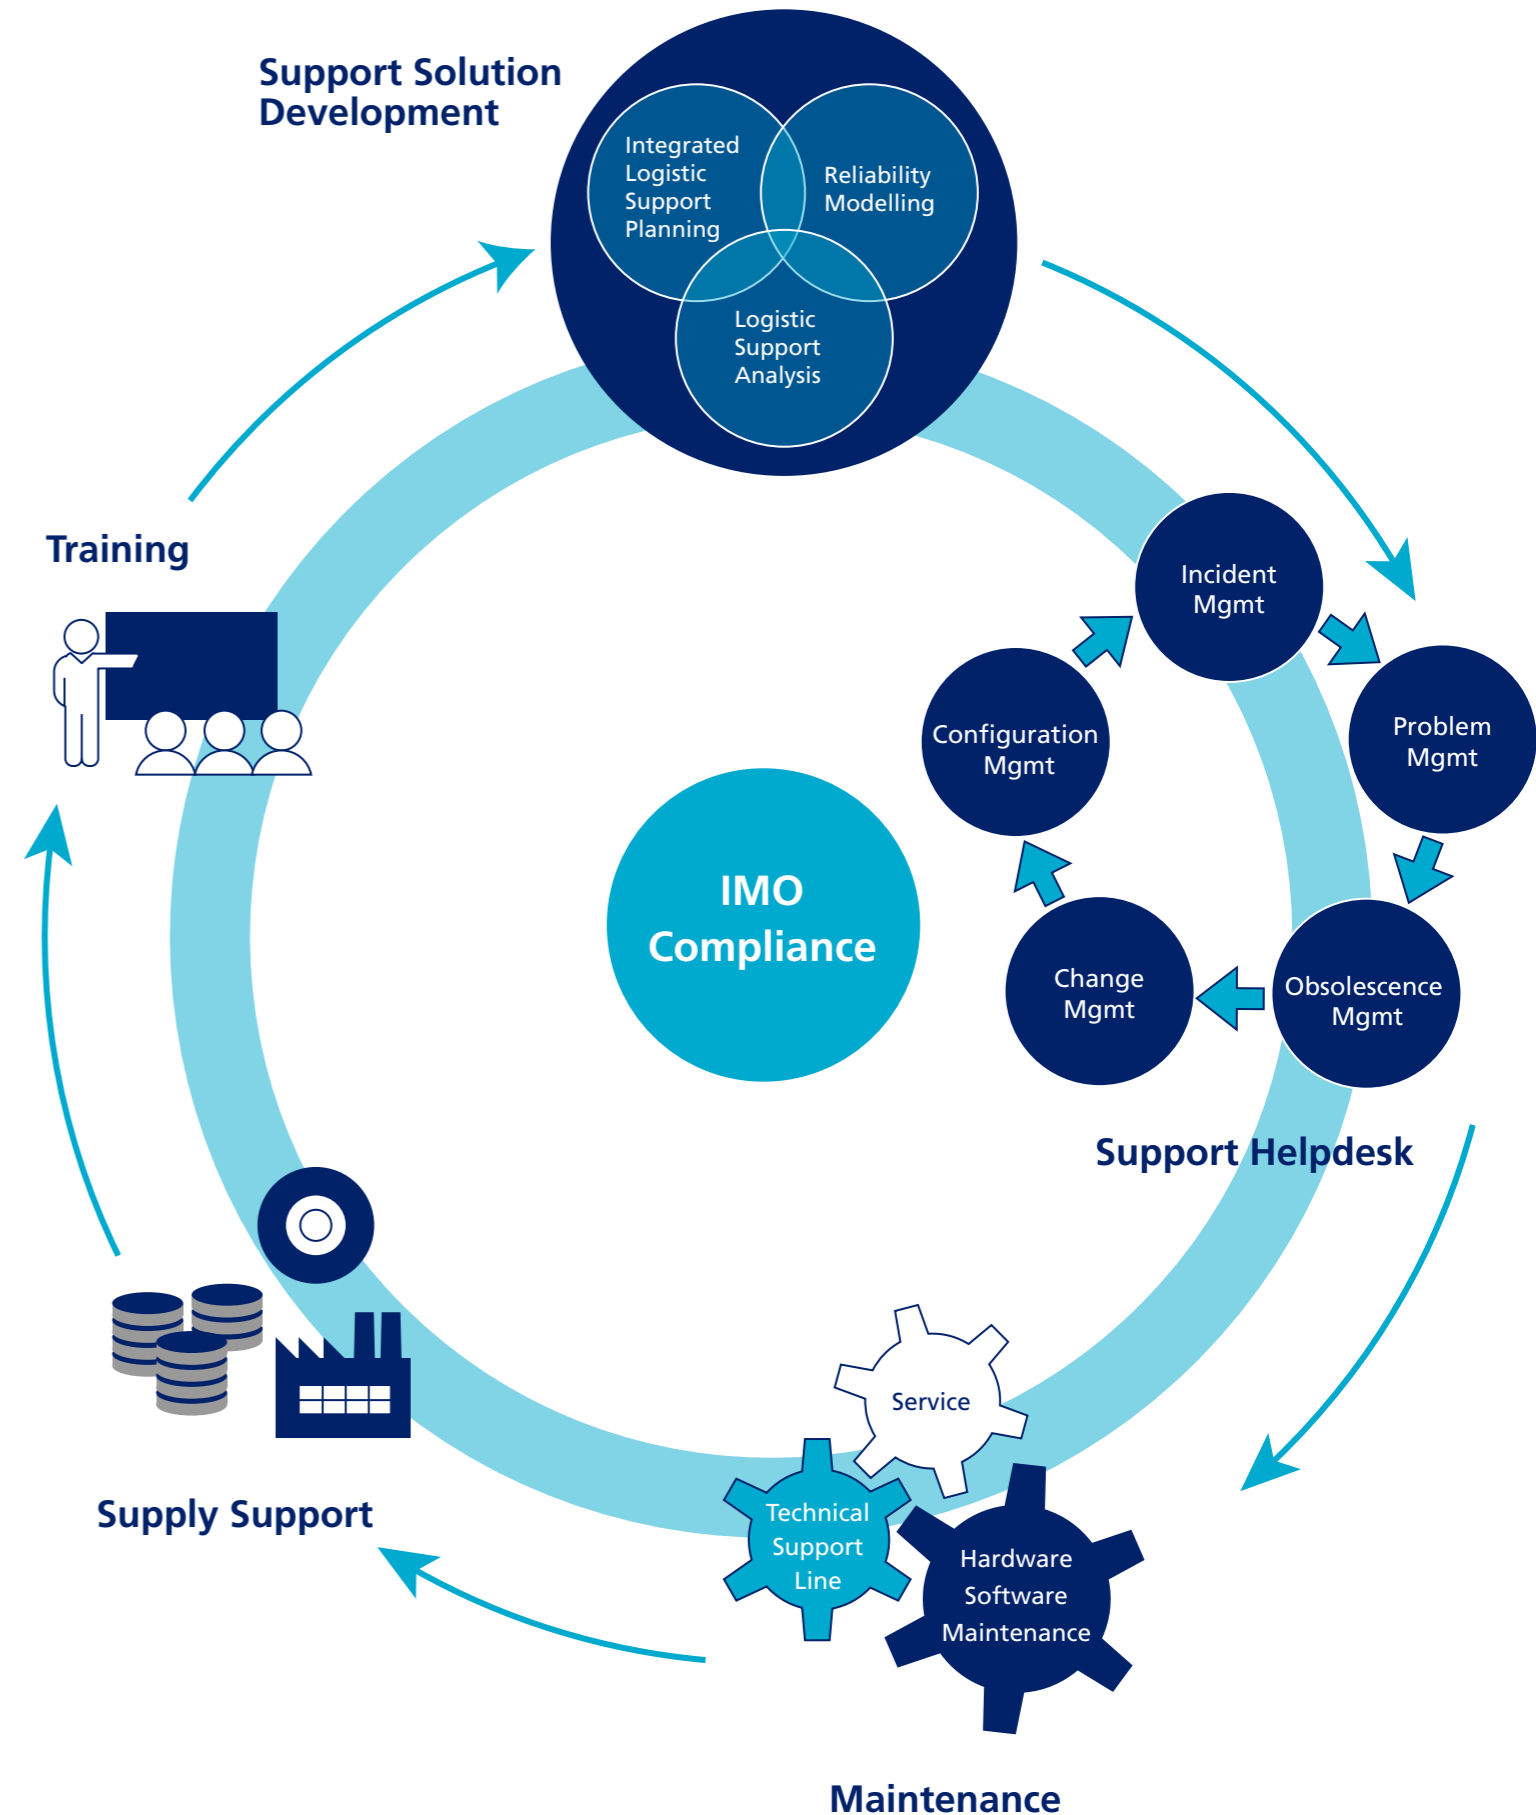 Support Solution
Development
Integrated
Logistic
Support
Planning
Reliability
Modelling
Logistic
Support
Analysis
Training
Incident
Mgmt
Problem
Mgmt
Configuration
Mgmt
IMO
Compliance
Change
Mgmt
Obsolescence
Mgmt
Support Helpdesk
Service
Technical
Support
Line
Hardware
Software
Maintenance
Supply Support
Maintenance